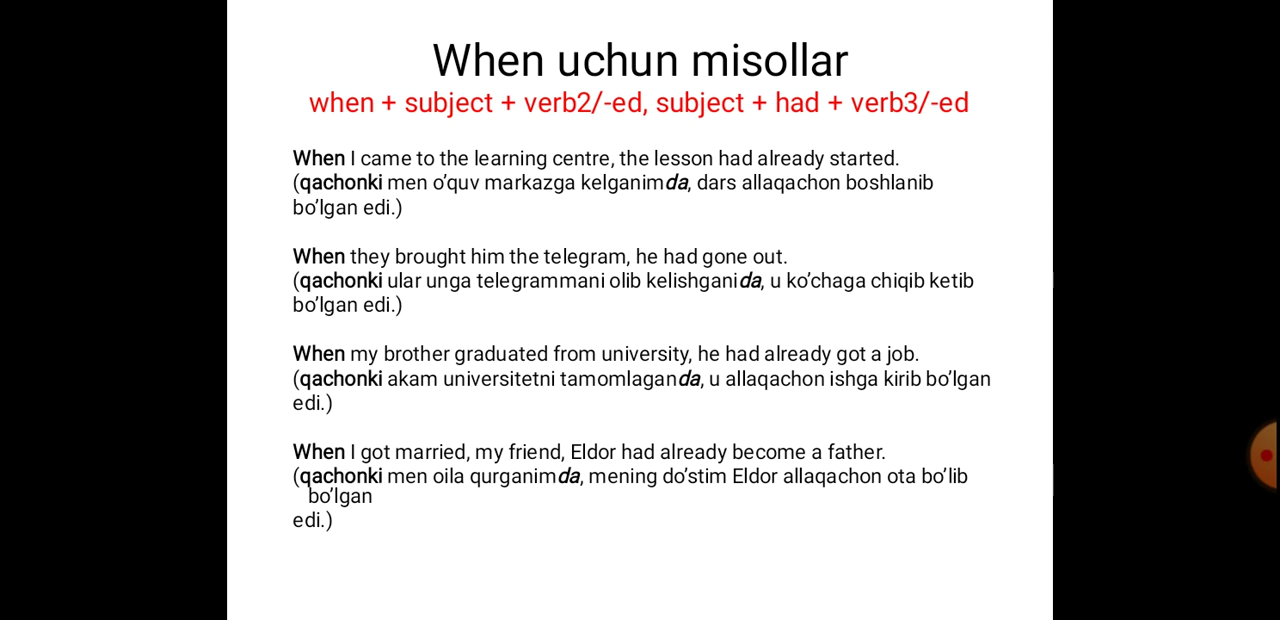 When uchun misollar
when + subject + verb2/-ed, subject + had + verb3/-ed
When I came to the learning centre, the lesson had already started.
(qachonki men o’quv markazga kelganimda, dars allaqachon boshlanib
bo’lgan edi.)
When they brought him the telegram, he had gone out.
(qachonki ular unga telegrammani olib kelishganida, u ko’chaga chiqib ketib
bo’lgan edi.)
When my brother graduated from university, he had already got a job.
(qachonki akam universitetni tamomlaganda, u allaqachon ishga kirib bo’lgan
edi.)
When I got married, my friend, Eldor had already become a father.
(qachonki men oila qurganimda, mening do’stim Eldor allaqachon ota bo’lib
bo’lgan
edi.)